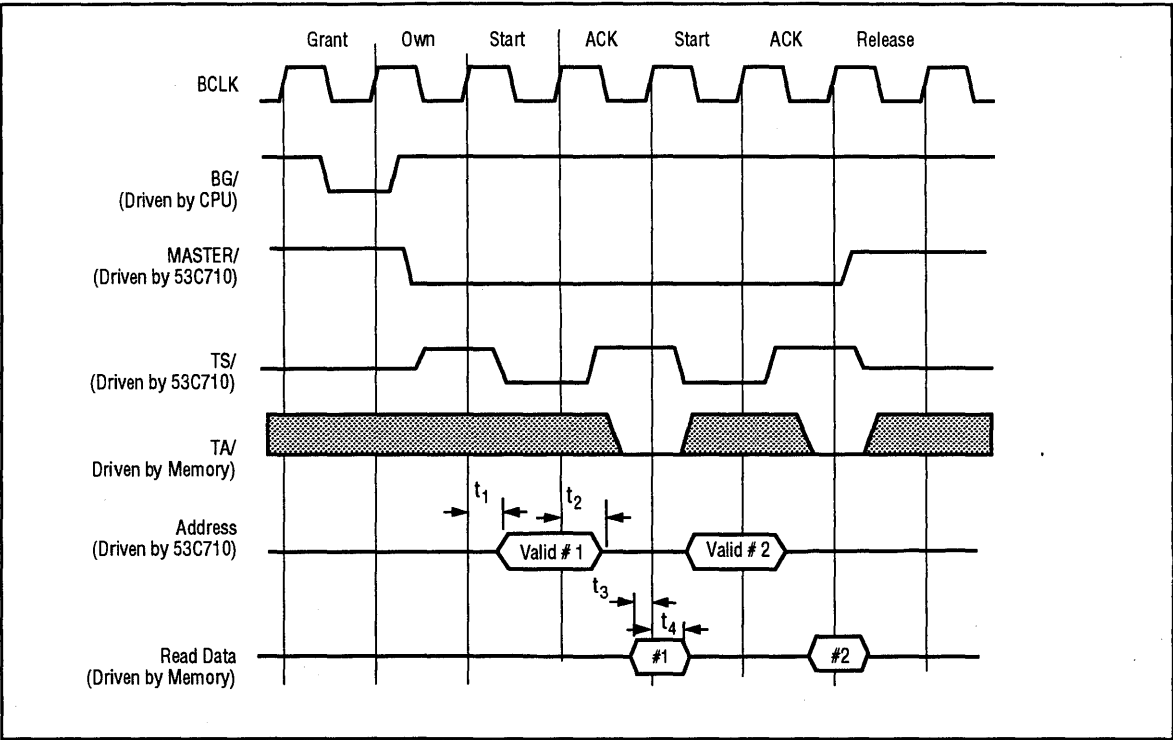 Grant Own Start ACK Start ACK Release
BCLK
BG/
(Driven by CPU)
MASTER/
(Driven by 53C710)
TS/
(Driven by 53C710)
TA/
Driven by Memory)
t1 t2
Address
(Driven by 53C710)
Valid # 1 Valid # 2
t3
t4
Read Data
(Driven by Memory)
#1 #2